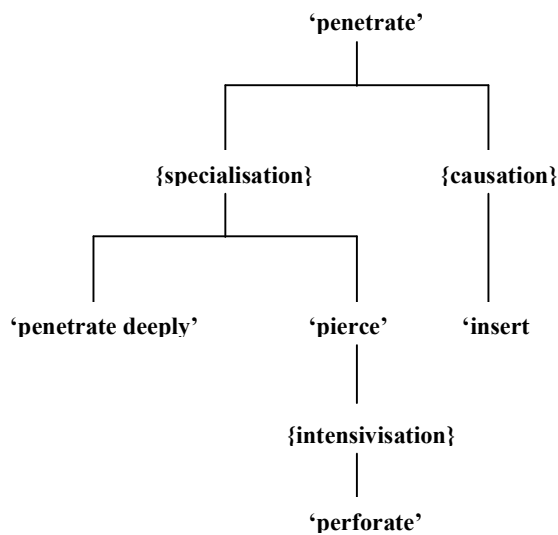 ‘penetrate’
{specialisation} {causation}
‘penetrate deeply’ ‘pierce’ ‘insert
{intensivisation}
‘perforate’